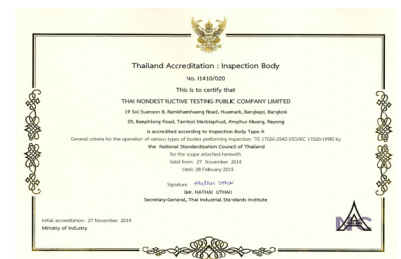 Thailand Accreditation : Inspection Body
No. I1410/020
This is to certify that
THAI NONDESTRUCTIVE TESTING PUBLIC COMPANY LIMITED
19 Soi Suanson 8, Ramkhamhaeng Road, Huamark, Bangkapi, Bangkok
29, Banphlong Road, Tambol Mabtaphud, Amphur Muang, Rayong
is accredited according to Inspection Body Type A
General criteria for the operation of various types of bodies performing inspection: TIS 17020-2542 (ISO/IEC 17020:1998) by
the National Standardization Council of Thailand
for the scope attached herewith
Valid from: 27 November 2014
Until: 28 February 2015
Signature Hathai Uthai
(MR. HATHAI UTHAI)
Secretary-General, Thai Industrial Standards Institute
Initial accreditation: 27 November 2014
Ministry of Industry